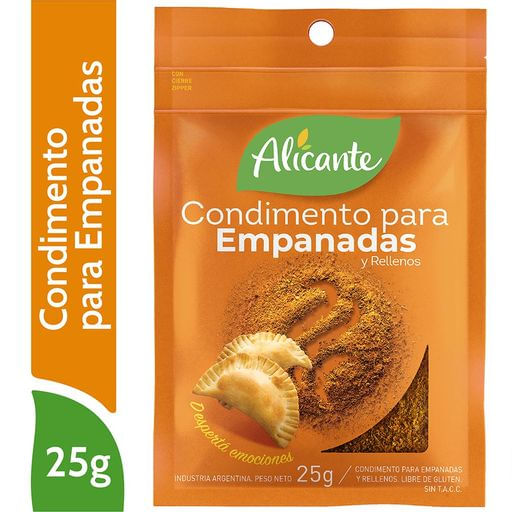 Condimento
para Empanadas
25g
CON
CIERRE
ZIPPER
Alicante
Condimento para
Empanadas
y Rellenos
Despertá emociones
INDUSTRIA ARGENTINA. PESO NETO 25g
CONDIMENTO PARA EMPANADAS
Y RELLENOS. LIBRE DE GLUTEN.
SIN T.A.C.C.